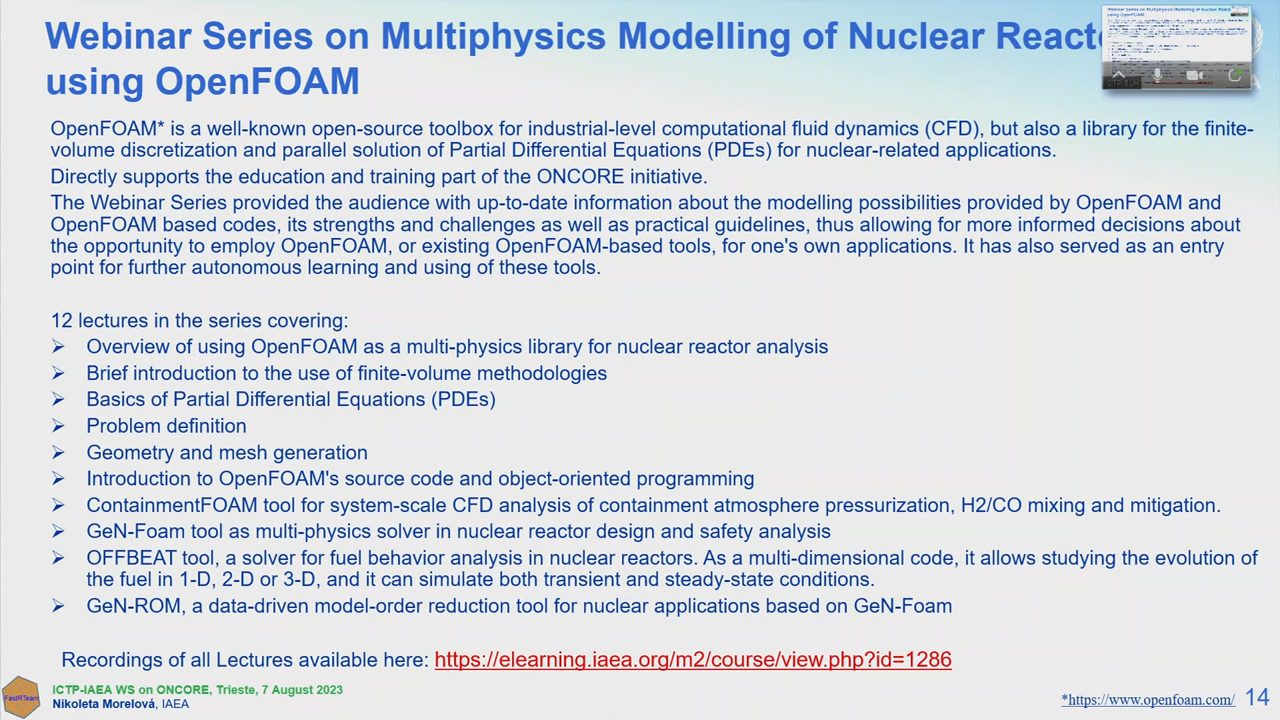 Webinar Series on Multiphysics Modelling of Nuclear
using OpenFOAM
OpenFOAM* is a well-known open-source toolbox for industrial-level computational fluid dynamics (CFD), but also a library for the finite-
volume discretization and parallel solution of Partial Differential Equations (PDEs) for nuclear-related applications.
Directly supports the education and training part of the ONCORE initiative.
The Webinar Series provided the audience with up-to-date information about the modelling possibilities provided by OpenFOAM and
OpenFOAM based codes, its strengths and challenges as well as practical guidelines, thus allowing for more informed decisions about
the opportunity to employ OpenFOAM, or existing OpenFOAM-based tools, for one's own applications. It has also served as an entry
point for further autonomous learning and using of these tools.
12 lectures in the series covering:
➢ Overview of using OpenFOAM as a multi-physics library for nuclear reactor analysis
➢ Brief introduction to the use of finite-volume methodologies
➢ Basics of Partial Differential Equations (PDEs)
➢ Problem definition
➢ Geometry and mesh generation
➢ Introduction to OpenFOAM's source code and object-oriented programming
➢ ContainmentFOAM tool for system-scale CFD analysis of containment atmosphere pressurization, H2/CO mixing and mitigation.
➢ GeN-Foam tool as multi-physics solver in nuclear reactor design and safety analysis
➢ OFFBEAT tool, a solver for fuel behavior analysis in nuclear reactors. As a multi-dimensional code, it allows studying the evolution of
the fuel in 1-D, 2-D or 3-D, and it can simulate both transient and steady-state conditions.
➢ GeN-ROM, a data-driven model-order reduction tool for nuclear applications based on GeN-Foam
Recordings of all Lectures available here: https://elearning.iaea.org/m2/course/view.php?id=1286
FastRTeam
ICTP-IAEA WS on ONCORE, Trieste, 7 August 2023
Nikoleta Morelová, IAEA
*https://www.openfoam.com/ 14